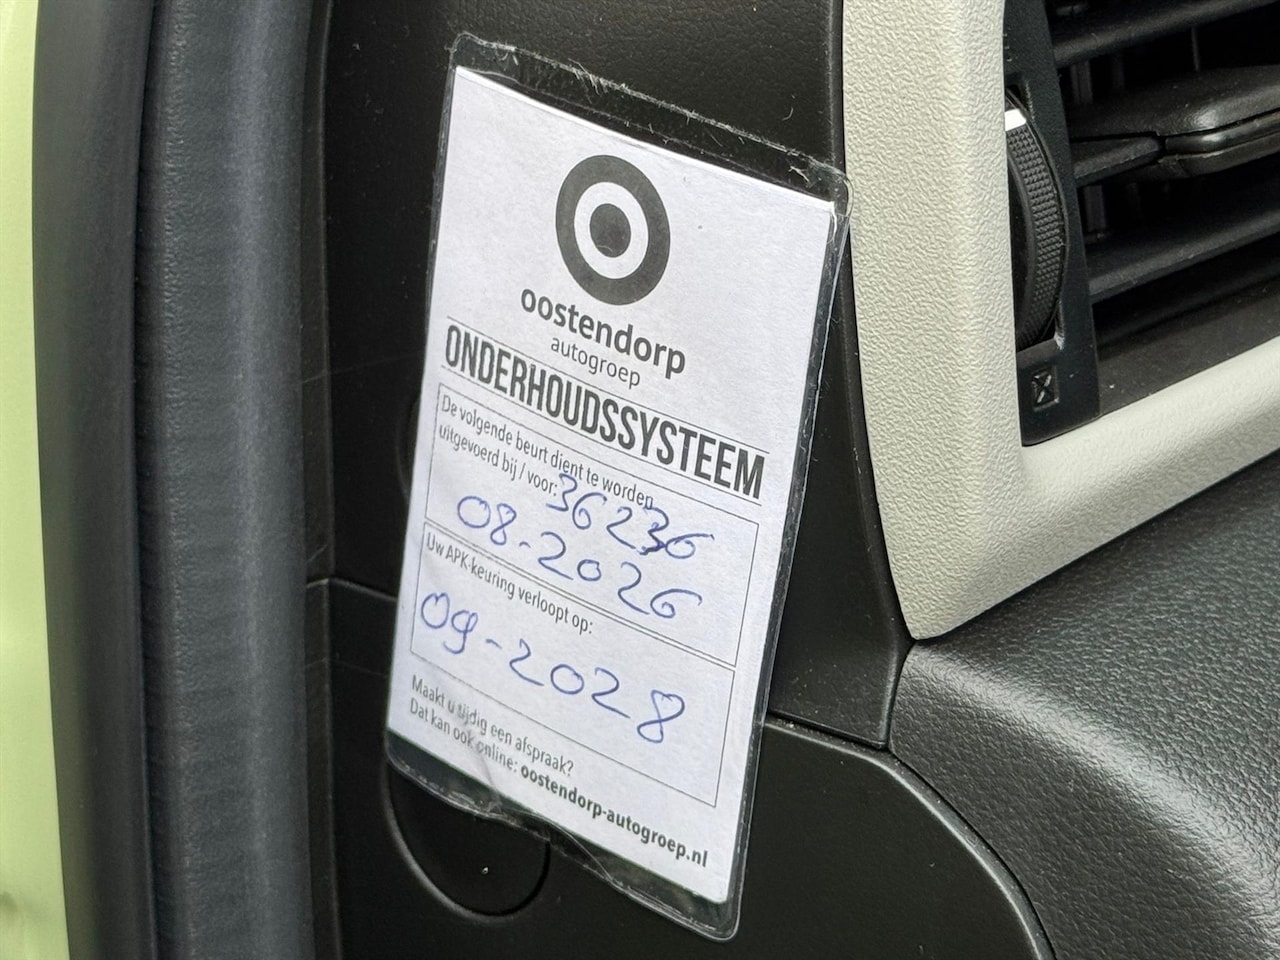 oostendorp
autogroep
ONDERHOUDSSYSTEEM
De volgende beurt dient te worden
uitgevoerd bij / voor: 36236
08-2026
Uw APK-keuring verloopt op:
09-2028
Maakt u tijdig een afspraak?
Dat kan ook online: oostendorp-autogroep.nl